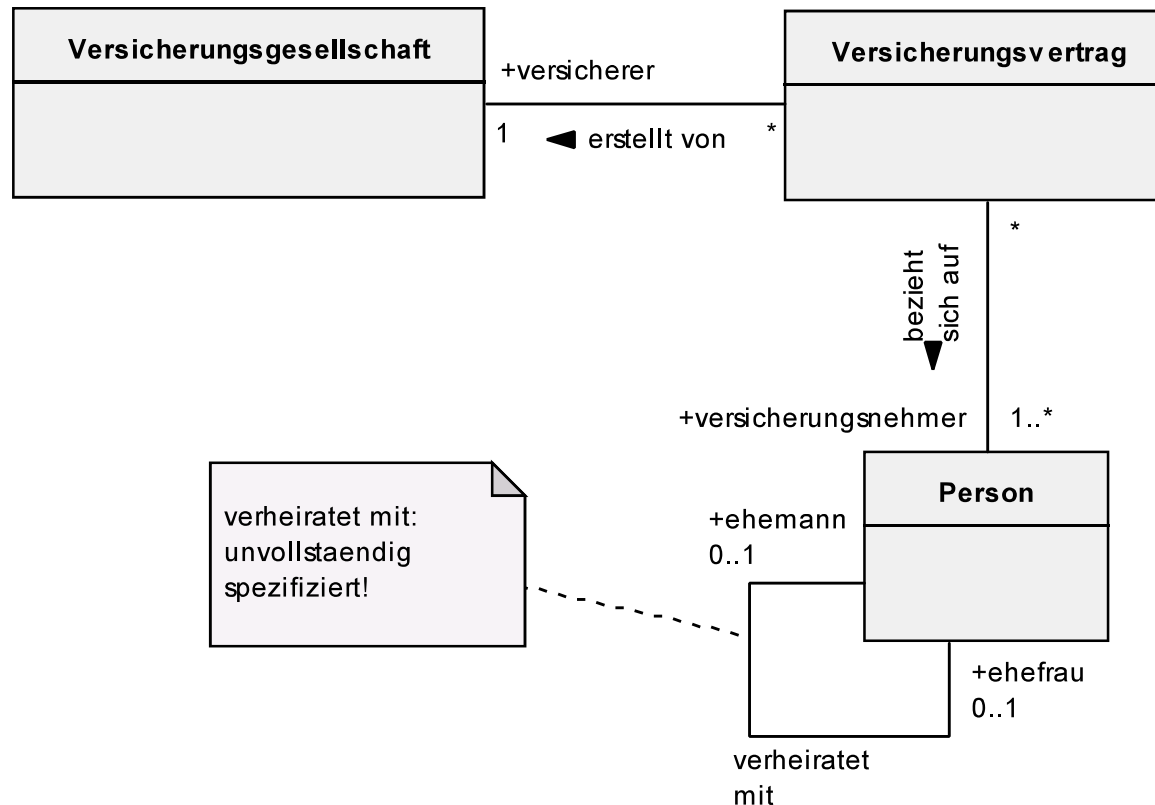 Versicherungsgesellschaft
Versicherungsvertrag
+versicherer
1
erstellt von
*
*
bezieht
sich auf
+versicherungsnehmer
1..*
Person
verheiratet mit:
unvollstaendig
spezifiziert!
+ehemann
0..1
+ehefrau
0..1
verheiratet
mit